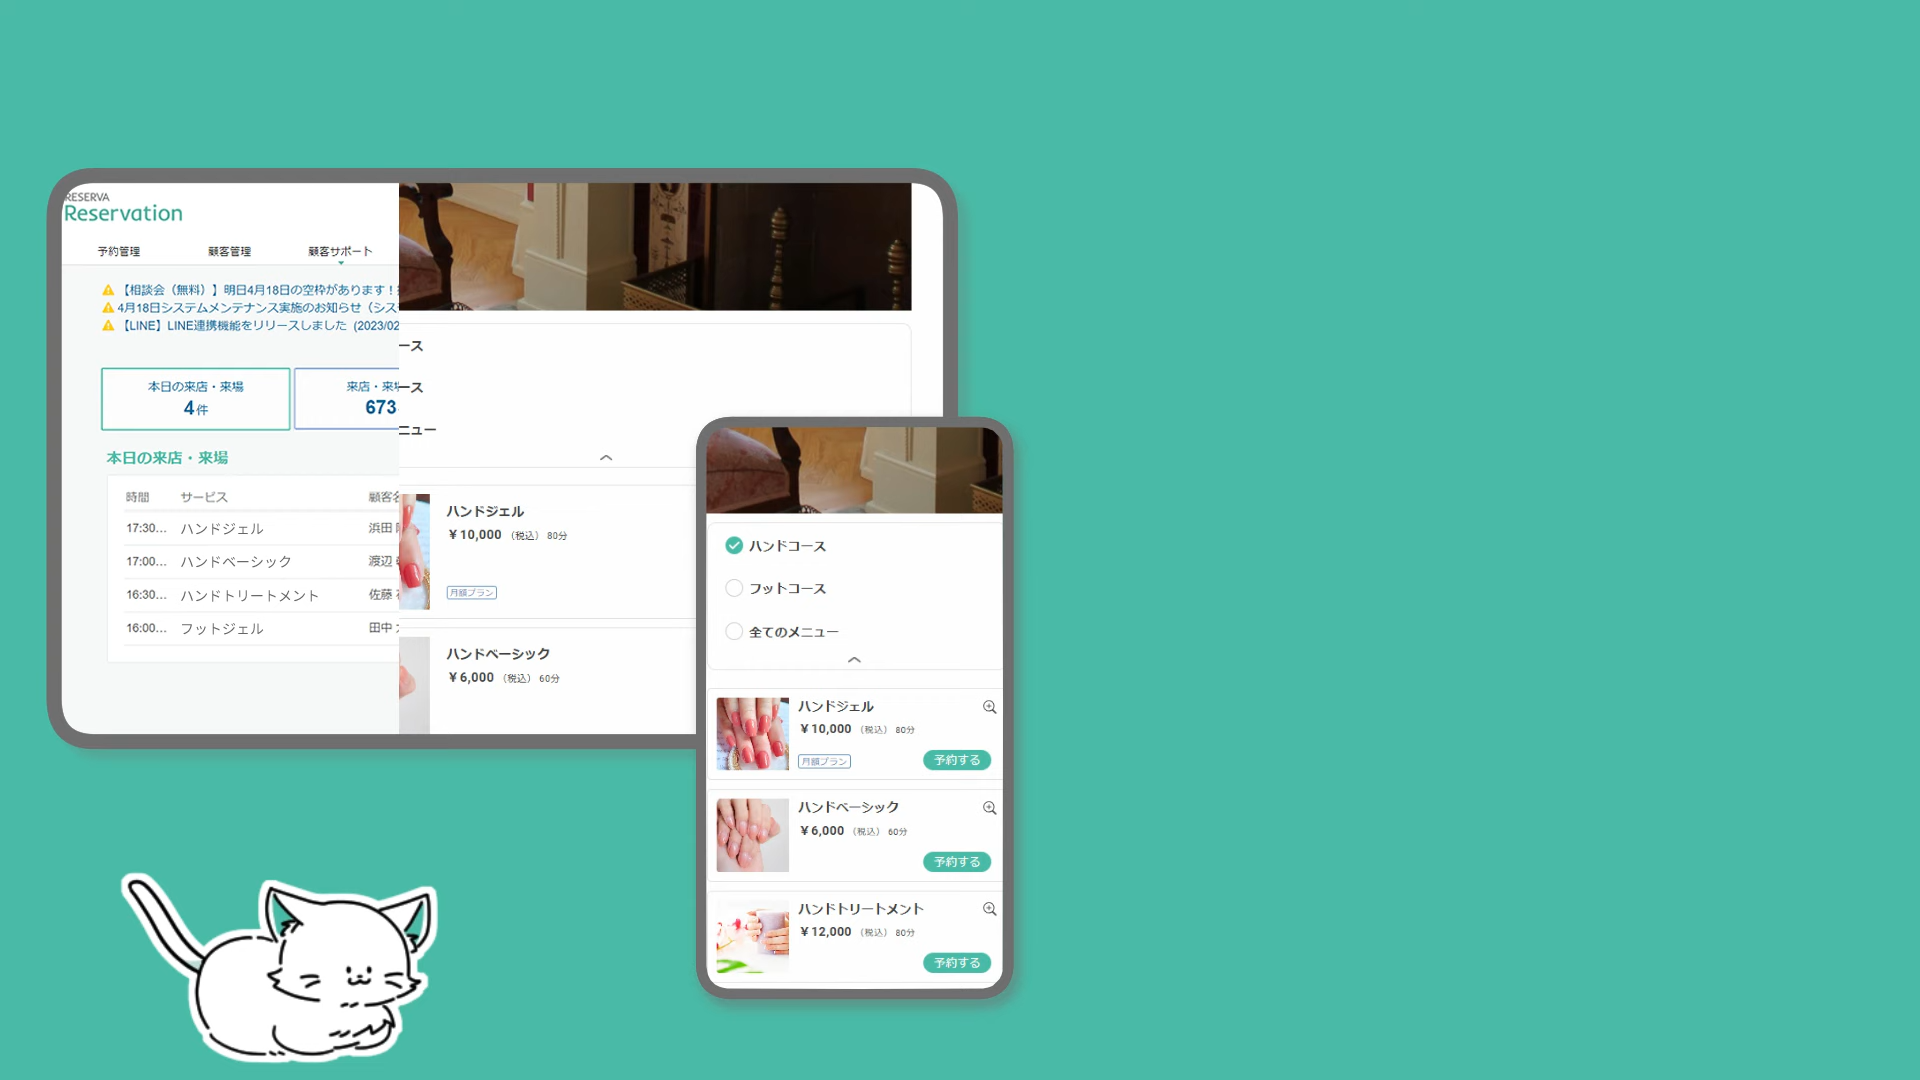 RESERVA
Reservation
予約管理 顧客管理 顧客サポート
【相談会（無料）】明日4月18日の空枠があります！
4月18日システムメンテナンス実施のお知らせ（シス
【LINE】LINE連携機能をリリースしました (2023/02
本日の来店・来場
4件
来店・来場
673
本日の来店・来場
時間 サービス 顧客名
17:30... ハンドジェル 浜田
17:00... ハンドベーシック 渡辺
16:30... ハンドトリートメント 佐藤
16:00... フットジェル 田中
ース
ース
ニュー
ハンドジェル
￥10,000 （税込） 80分
月額プラン
ハンドベーシック
￥6,000 （税込） 60分
ハンドコース
フットコース
全てのメニュー
ハンドジェル
￥10,000 （税込） 80分
月額プラン
予約する
ハンドベーシック
￥6,000 （税込） 60分
予約する
ハンドトリートメント
￥12,000 （税込） 80分
予約する